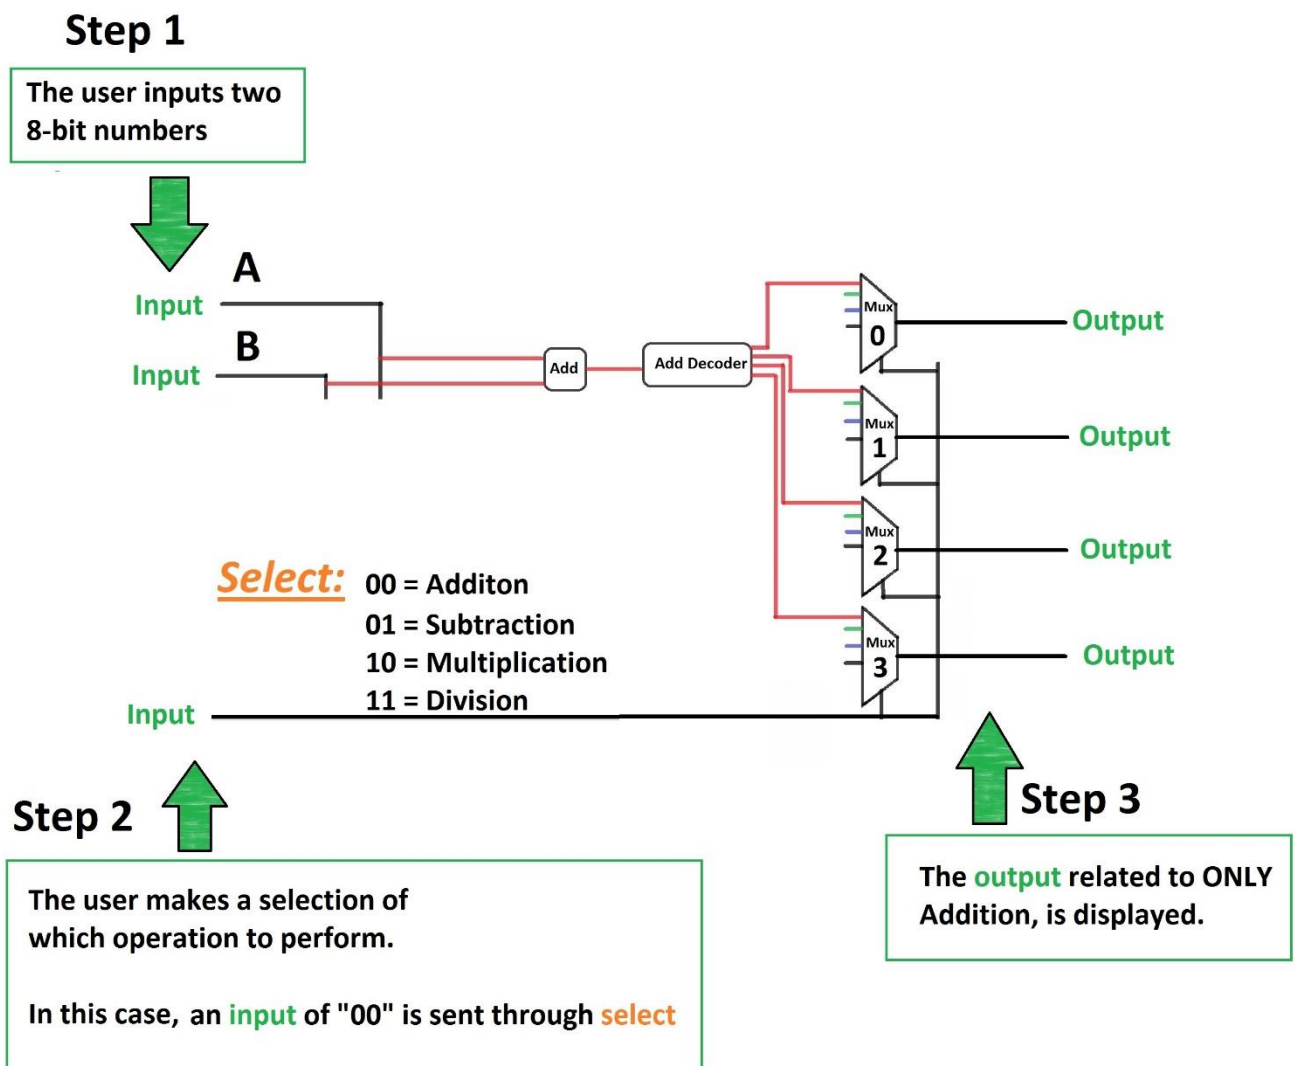 Step 1
The user inputs two
8-bit numbers
A
Input
B
Input
Add
Add Decoder
Mux
0
Output
Mux
1
Output
Mux
2
Output
Mux
3
Output
Select:
00 = Additon
01 = Subtraction
10 = Multiplication
11 = Division
Input
Step 2
The user makes a selection of
which operation to perform.
In this case, an input of "00" is sent through select
Step 3
The output related to ONLY
Addition, is displayed.